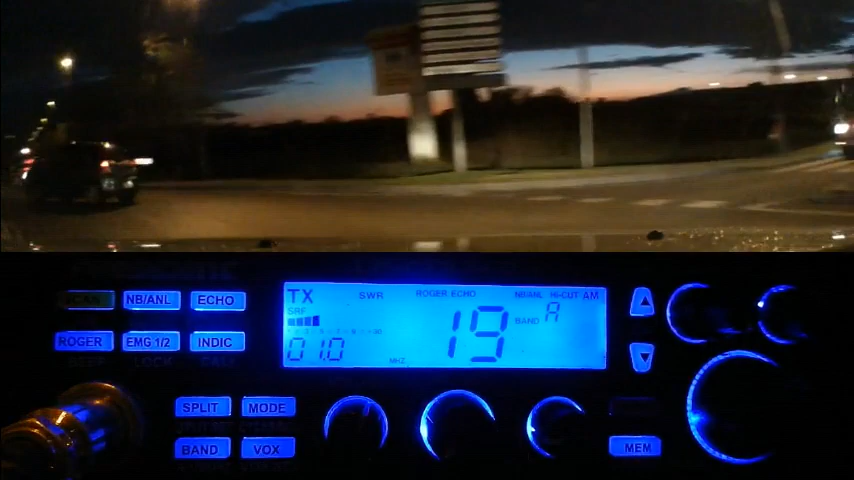 SCAN NB/ANL ECHO
ROGER EMG 1/2 INDIC
SPLIT MODE
BAND VOX
TX SWR ROGER ECHO NB/ANL HI-CUT AM
SRF
19 BAND A
01.0 MHZ
▲
▼
MEM